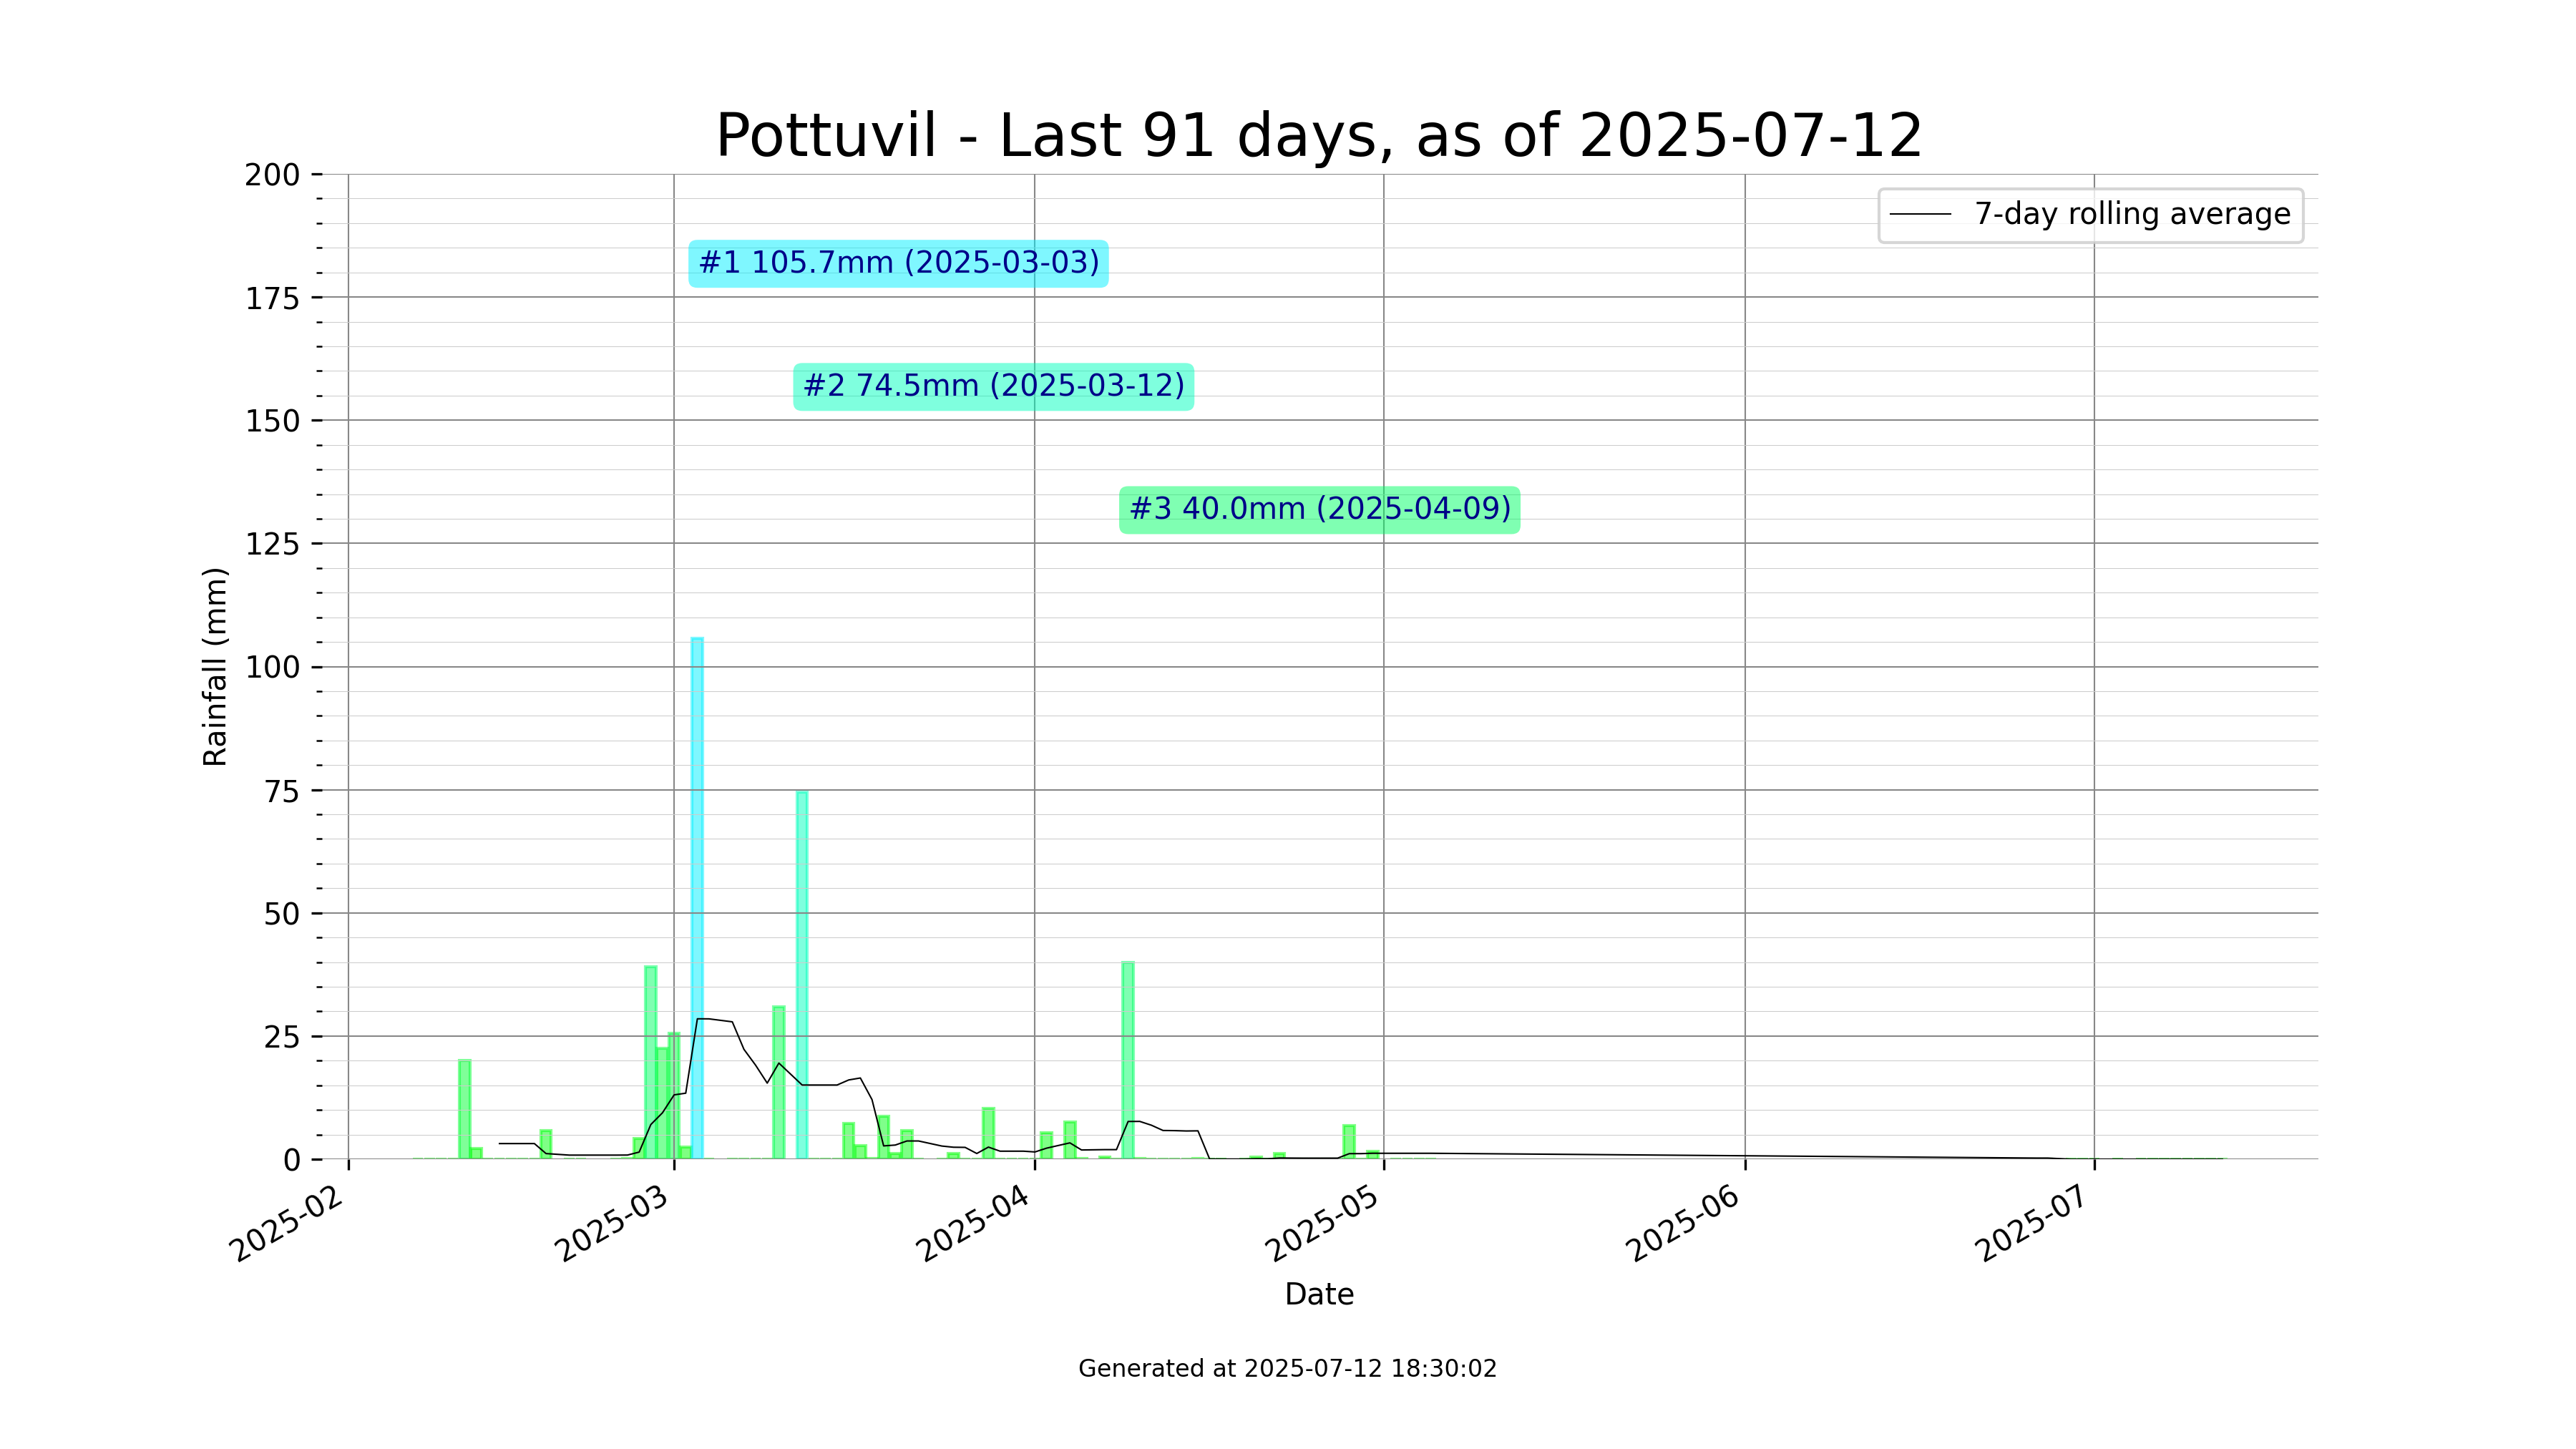 Pottuvil - Last 91 days, as of 2025-07-12
7-day rolling average
#1 105.7mm (2025-03-03)
#2 74.5mm (2025-03-12)
#3 40.0mm (2025-04-09)
Rainfall (mm)
200
175
150
125
100
75
50
25
0
2025-02
2025-03
2025-04
2025-05
2025-06
2025-07
Date
Generated at 2025-07-12 18:30:02